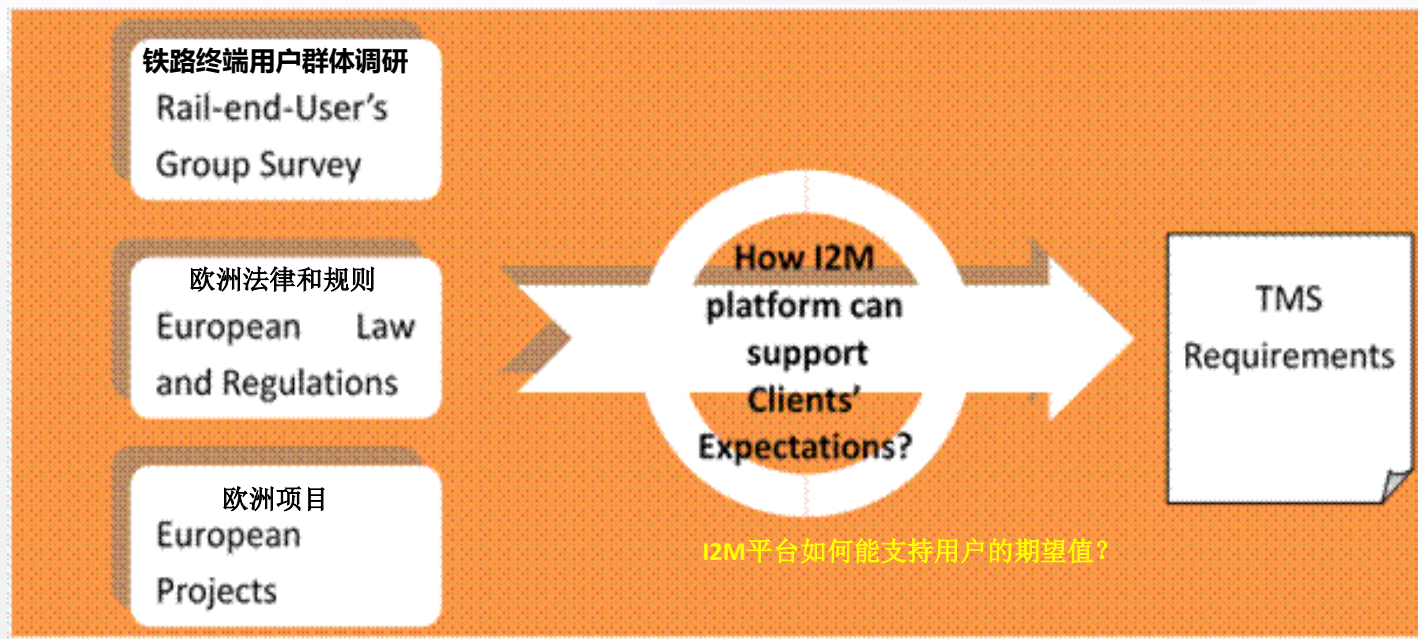 铁路终端用户群体调研
Rail-end-User's
Group Survey
欧洲法律和规则
European Law
and Regulations
欧洲项目
European
Projects
How I2M
platform can
support
Clients'
Expectations?
I2M平台如何能支持用户的期望值？
TMS
Requirements